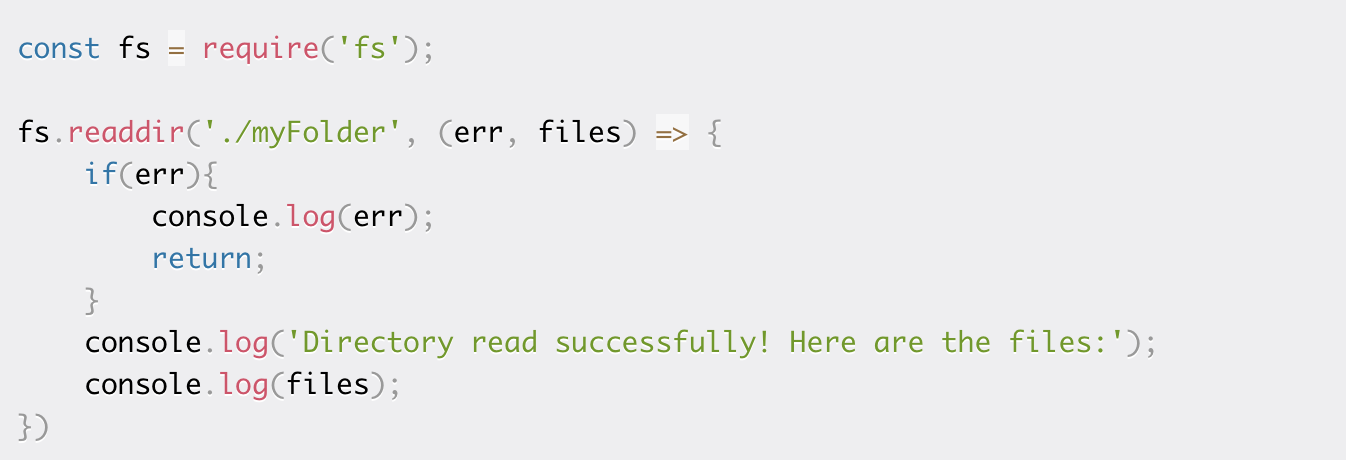 const fs = require('fs');

fs.readdir('./myFolder', (err, files) => {
    if(err){
        console.log(err);
        return;
    }
    console.log('Directory read successfully! Here are the files:');
    console.log(files);
})